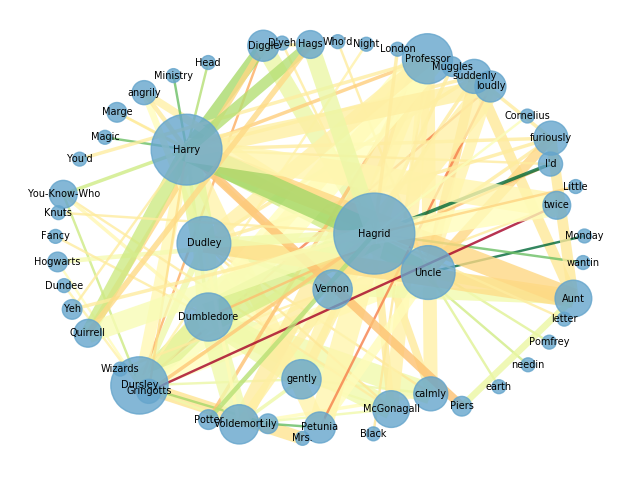 Diggle
D'yeh
Hags
Who'd
Night
London
Professor
Muggles
suddenly
loudly
Head
Ministry
angrily
Marge
Cornelius
furiously
Magic
Harry
You'd
I'd
Little
You-Know-Who
twice
Knuts
Fancy
Hagrid
Monday
Dudley
Hogwarts
wantin
Uncle
Dundee
Vernon
Aunt
Yeh
Dumbledore
letter
Quirrell
Pomfrey
Wizards
needin
gently
Dursley
earth
Gringotts
calmly
Piers
McGonagall
Potter
Voldemort
Lily
Petunia
Black
Mrs.